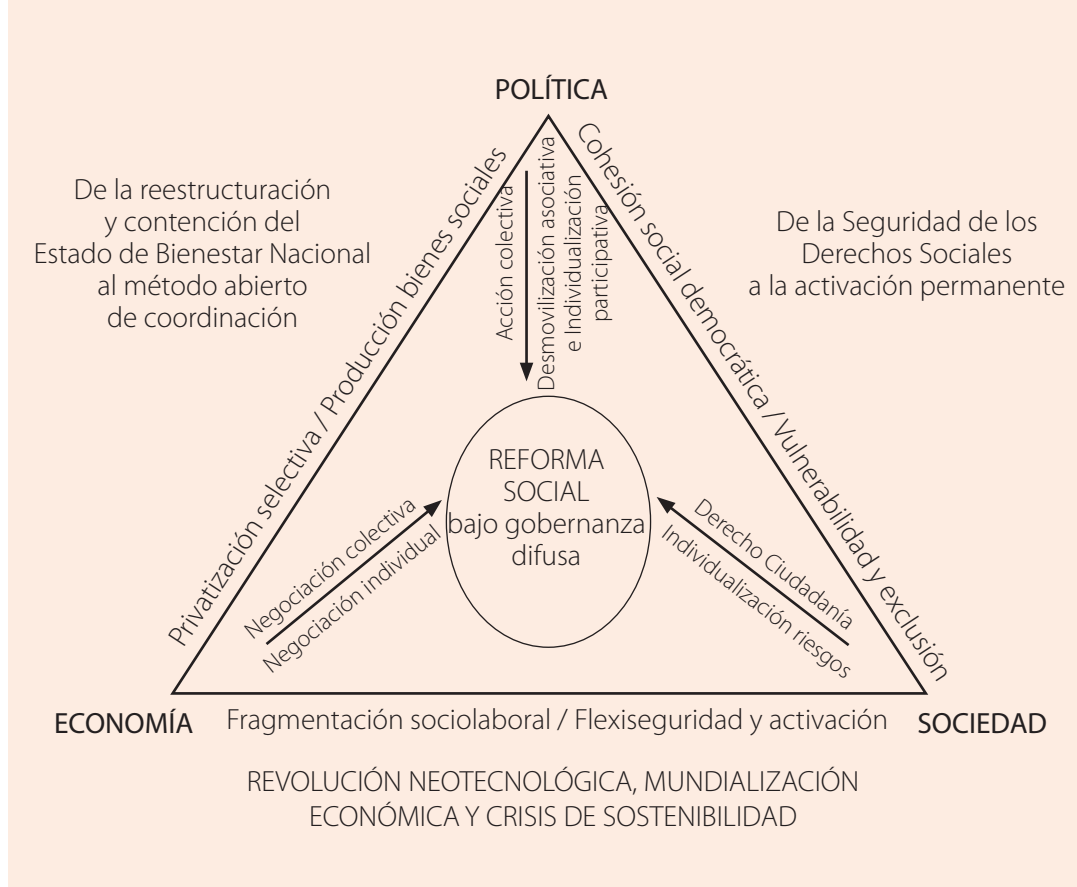 POLÍTICA
De la reestructuración
y contención del
Estado de Bienestar Nacional
al método abierto
de coordinación
Privatización selectiva / Producción bienes sociales
Acción colectiva
Desmovilización asociativa
e Individualización
participativa
Cohesión social democrática / Vulnerabilidad y exclusión
De la Seguridad de los
Derechos Sociales
a la activación permanente
REFORMA
SOCIAL
bajo gobernanza
difusa
Negociación colectiva
Negociación individual
Derecho Ciudadanía
Individualización riesgos
ECONOMÍA
Fragmentación sociolaboral / Flexiseguridad y activación
SOCIEDAD
REVOLUCIÓN NEOTECNOLÓGICA, MUNDIALIZACIÓN
ECONÓMICA Y CRISIS DE SOSTENIBILIDAD